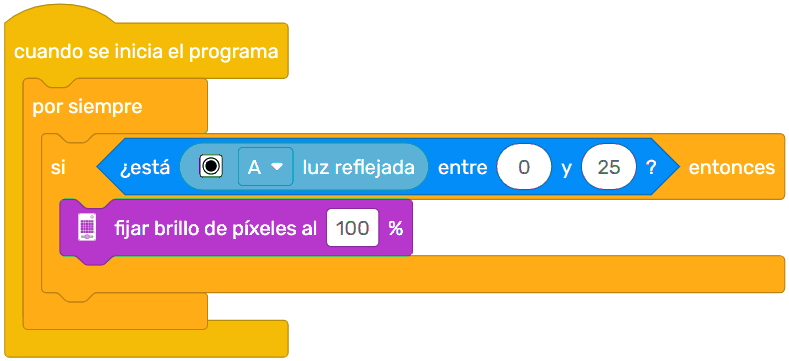 cuando se inicia el programa
por siempre
si ¿está A luz reflejada entre 0 y 25 ? entonces
fijar brillo de píxeles al 100 %